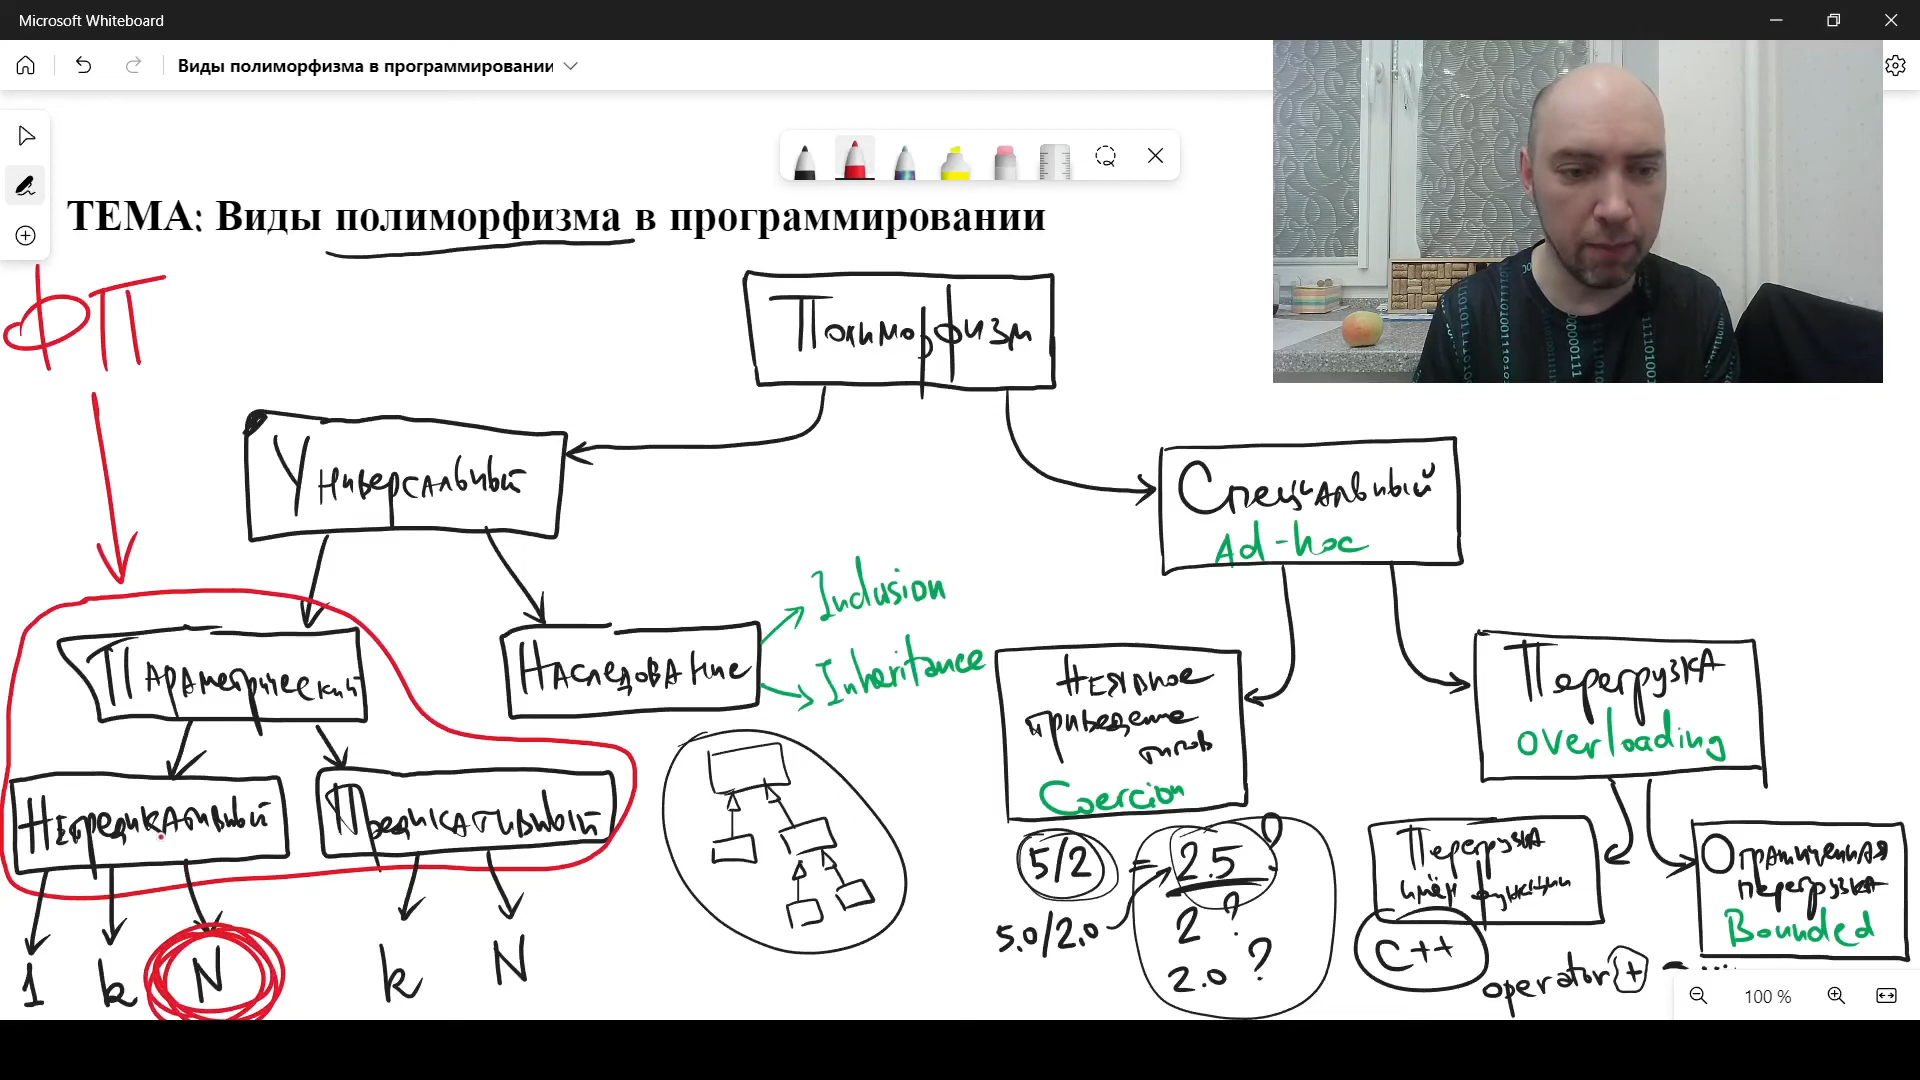 Microsoft Whiteboard
Виды полиморфизма в программировании
ТЕМА: Виды полиморфизма в программировании
ФП
Полиморфизм
Универсальный
Специальный
Ad-hoc
Inclusion
Inheritance
Параметрический
Наследование
Неявное
приведение
типов
Coercion
Перегрузка
Overloading
Непредикативный
Предикативный
5/2 = 2.5 ?
5.0/2.0
2 ?
2.0 ?
Перегрузка
имён функции
C++
operator +
Ограниченная
перегрузка
Bounded
1
k
N
k
N
100 %